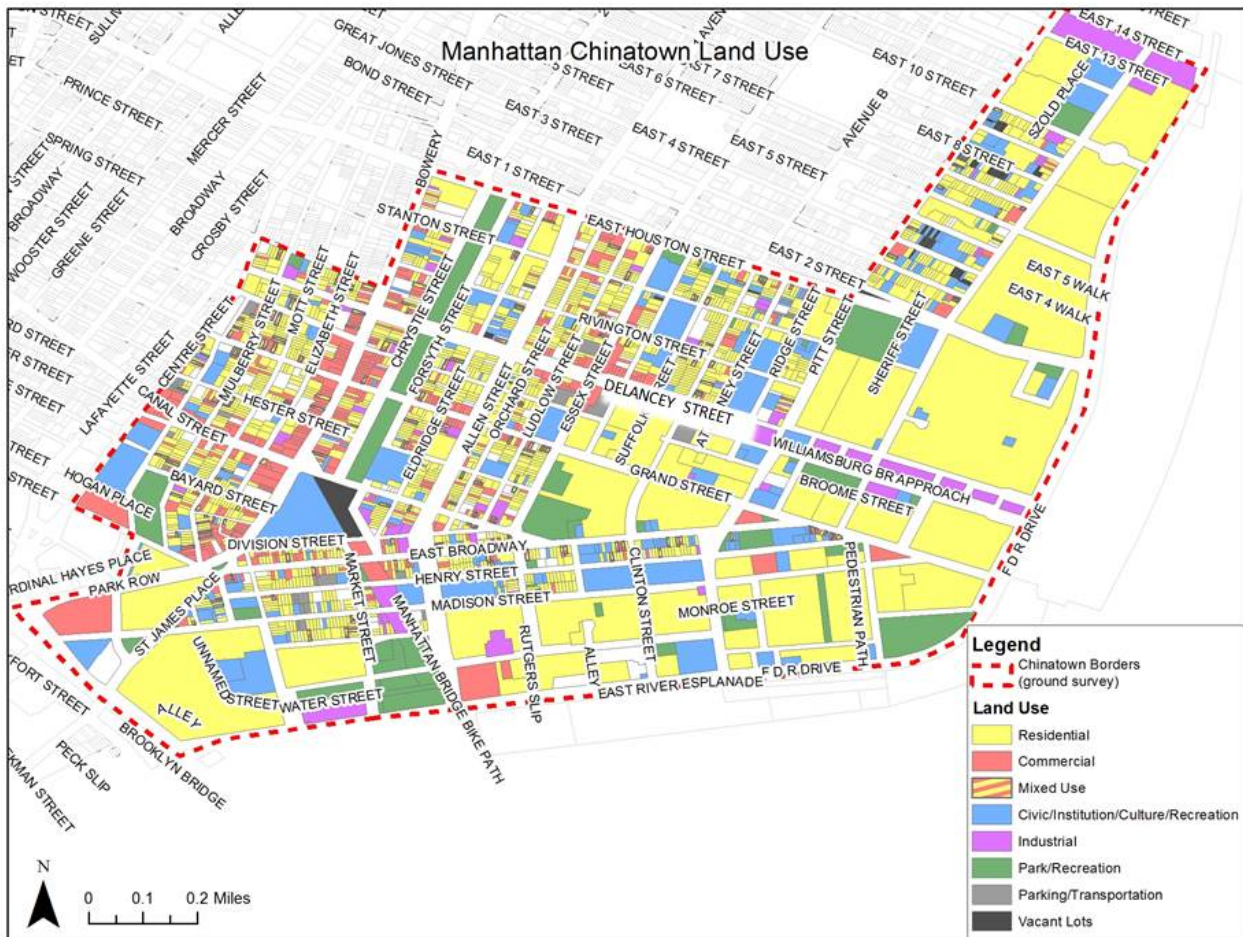 Manhattan Chinatown Land Use
GREAT JONES STREET
BOND STREET
PRINCE STREET
SPRING STREET
MERCER STREET
BROADWAY
WOOSTER STREET
GREENE STREET
BROADWAY
CROSBY STREET
LAFAYETTE STREET
BOWERY
EAST 1 STREET
EAST 3 STREET
EAST 4 STREET
EAST 5 STREET
EAST 6 STREET
EAST 10 STREET
AVENUE B
EAST 14 STREET
EAST 13 STREET
SZOLD PLACE
EAST 8 STREET
STANTON STREET
EAST HOUSTON STREET
EAST 2 STREET
EAST 5 WALK
EAST 4 WALK
CENTRE STREET
MULBERRY STREET
MOTT STREET
ELIZABETH STREET
CHRYSTIE STREET
FORSYTH STREET
ELDRIDGE STREET
ALLEN STREET
ORCHARD STREET
LUDLOW STREET
ESSEX STREET
RIVINGTON STREET
RIDGE STREET
PITT STREET
SHERIFF STREET
DELANCEY STREET
SUFFOLK
HESTER STREET
CANAL STREET
HOGAN PLACE
BAYARD STREET
GRAND STREET
WILLIAMSBURG BR APPROACH
BROOME STREET
F D R DRIVE
DIVISION STREET
EAST BROADWAY
HENRY STREET
MADISON STREET
MONROE STREET
CLINTON STREET
PEDESTRIAN PATH
PARK ROW
ST JAMES PLACE
MARKET STREET
MANHATTAN BRIDGE BIKE PATH
RUTGERS SLIP
ALLEY
UNNAMED STREET
WATER STREET
ALLEY
EAST RIVER ESPLANADE
F D R DRIVE
BROOKLYN BRIDGE
PECK SLIP
Legend
Chinatown Borders
(ground survey)
Land Use
Residential
Commercial
Mixed Use
Civic/Institution/Culture/Recreation
Industrial
Park/Recreation
Parking/Transportation
Vacant Lots
N
0 0.1 0.2 Miles